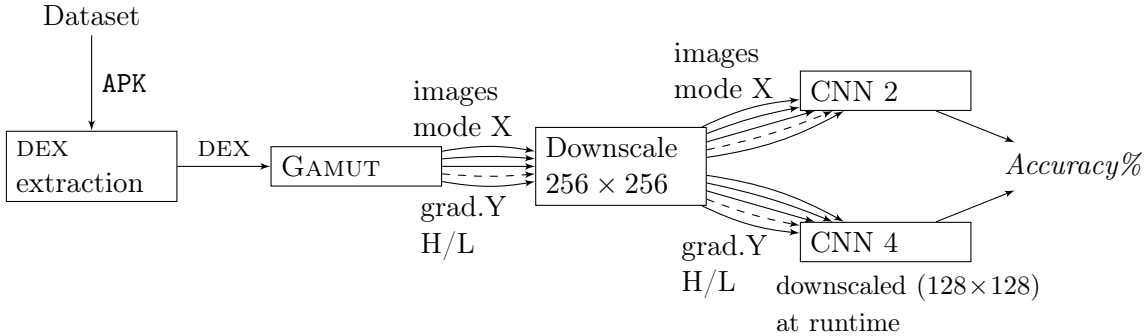 Dataset
APK
DEX
extraction
DEX
GAMUT
images
mode X
grad.Y
H/L
Downscale
256 × 256
images
mode X
grad.Y
H/L
CNN 2
CNN 4
downscaled (128×128)
at runtime
Accuracy%